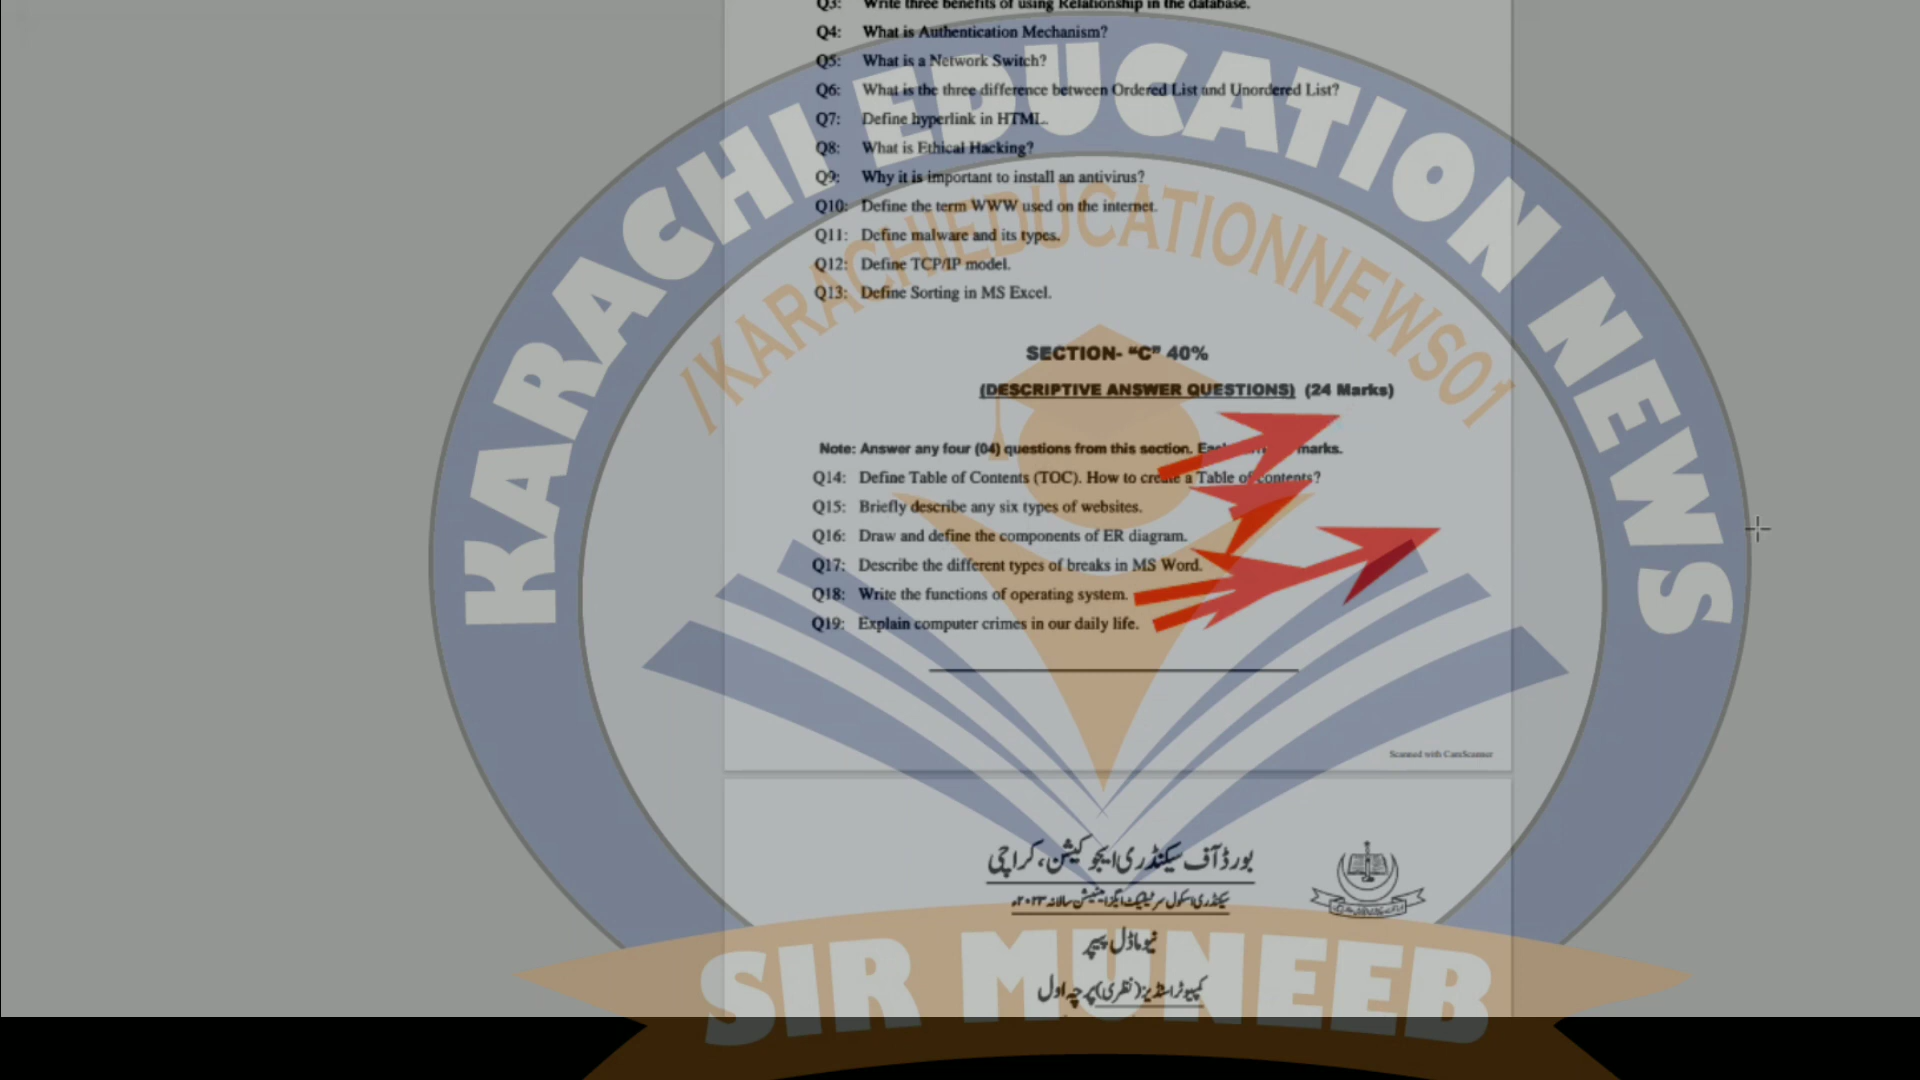 Q3: Write three benefits of using Relationship in the database.
Q4: What is Authentication Mechanism?
Q5: What is a Network Switch?
Q6: What is the three difference between Ordered List and Unordered List?
Q7: Define hyperlink in HTML.
Q8: What is Ethical Hacking?
Q9: Why it is important to install an antivirus?
Q10: Define the term WWW used on the internet.
Q11: Define malware and its types.
Q12: Define TCP/IP model.
Q13: Define Sorting in MS Excel.
SECTION- “C” 40%
(DESCRIPTIVE ANSWER QUESTIONS) (24 Marks)
Note: Answer any four (04) questions from this section. marks.
Q14: Define Table of Contents (TOC). How to create a Table of contents?
Q15: Briefly describe any six types of websites.
Q16: Draw and define the components of ER diagram.
Q17: Describe the different types of breaks in MS Word.
Q18: Write the functions of operating system.
Q19: Explain computer crimes in our daily life.
Scanned with CamScanner
بورڈ آف سیکنڈری ایجوکیشن، کراچی
سیکنڈری اسکول سرٹیفکیٹ ایگزامینیشن سالانہ ۲۰۲۳ء
نیو ماڈل پیپر
کمپیوٹر اسٹڈیز (نظری) پرچہ اول
KARACHI EDUCATION NEWS
/KARACHIEDUCATIONNEWS01
SIR MUNEEB